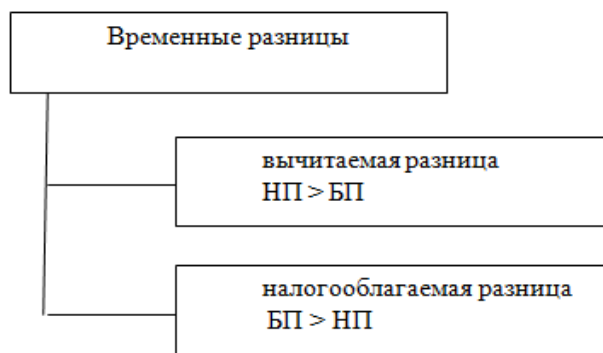 Временные разницы
вычитаемая разница
НП > БП
налогооблагаемая разница
БП > НП